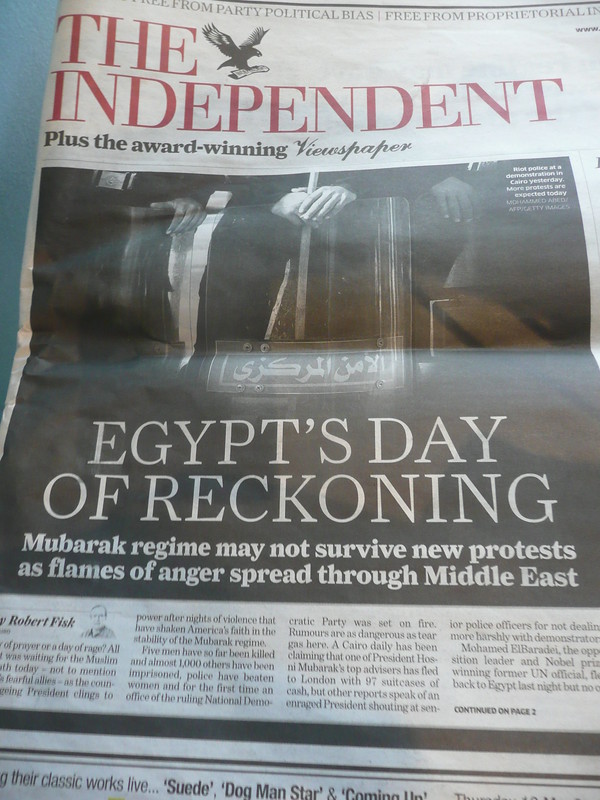 FREE FROM PARTY POLITICAL BIAS | FREE FROM PROPRIETORIAL IN
www.
THE
INDEPENDENT
Plus the award-winning Viewspaper
Riot police at a
demonstration in
Cairo yesterday.
More protests are
expected today
MOHAMMED ABED/
AFP/GETTY IMAGES
الامن المركزى
EGYPT'S DAY
OF RECKONING
Mubarak regime may not survive new protests
as flames of anger spread through Middle East
y Robert Fisk
of prayer or a day of rage? All
t was waiting for the Muslim
ath today – not to mention
s fearful allies – as the coun-
geing President clings to
power after nights of violence that
have shaken America's faith in the
stability of the Mubarak regime.
Five men have so far been killed
and almost 1,000 others have been
imprisoned, police have beaten
women and for the first time an
office of the ruling National Demo-
cratic Party was set on fire.
Rumours are as dangerous as tear
gas here. A Cairo daily has been
claiming that one of President Hos-
ni Mubarak's top advisers has fled
to London with 97 suitcases of
cash, but other reports speak of an
enraged President shouting at sen-
ior police officers for not dealin
more harshly with demonstrator
Mohamed ElBaradei, the opp
sition leader and Nobel priz
winning former UN official, fle
back to Egypt last night but no o
CONTINUED ON PAGE 2
g their classic works live... 'Suede', 'Dog Man Star' & 'Coming Up'